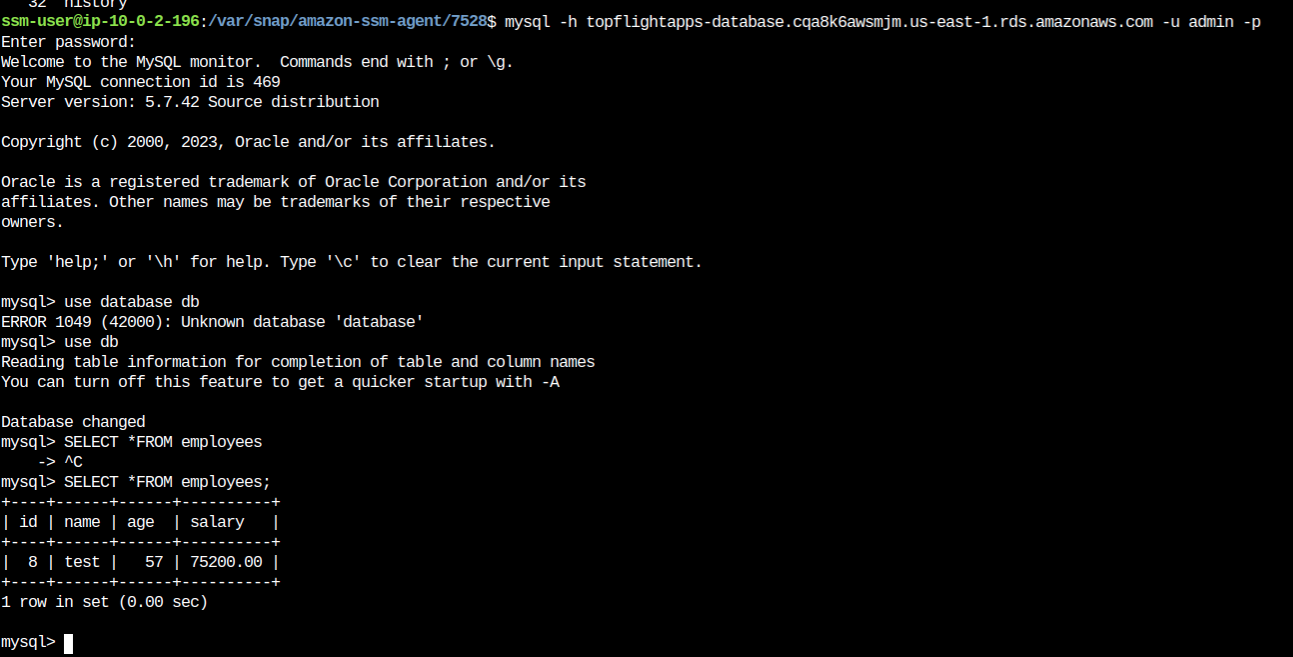 32  history
ssm-user@ip-10-0-2-196:/var/snap/amazon-ssm-agent/7528$ mysql -h topflightapps-database.cqa8k6awsmjm.us-east-1.rds.amazonaws.com -u admin -p
Enter password:
Welcome to the MySQL monitor.  Commands end with ; or \g.
Your MySQL connection id is 469
Server version: 5.7.42 Source distribution

Copyright (c) 2000, 2023, Oracle and/or its affiliates.

Oracle is a registered trademark of Oracle Corporation and/or its
affiliates. Other names may be trademarks of their respective
owners.

Type 'help;' or '\h' for help. Type '\c' to clear the current input statement.

mysql> use database db
ERROR 1049 (42000): Unknown database 'database'
mysql> use db
Reading table information for completion of table and column names
You can turn off this feature to get a quicker startup with -A

Database changed
mysql> SELECT *FROM employees
    -> ^C
mysql> SELECT *FROM employees;
+----+------+------+----------+
| id | name | age  | salary   |
+----+------+------+----------+
|  8 | test |   57 | 75200.00 |
+----+------+------+----------+
1 row in set (0.00 sec)

mysql>